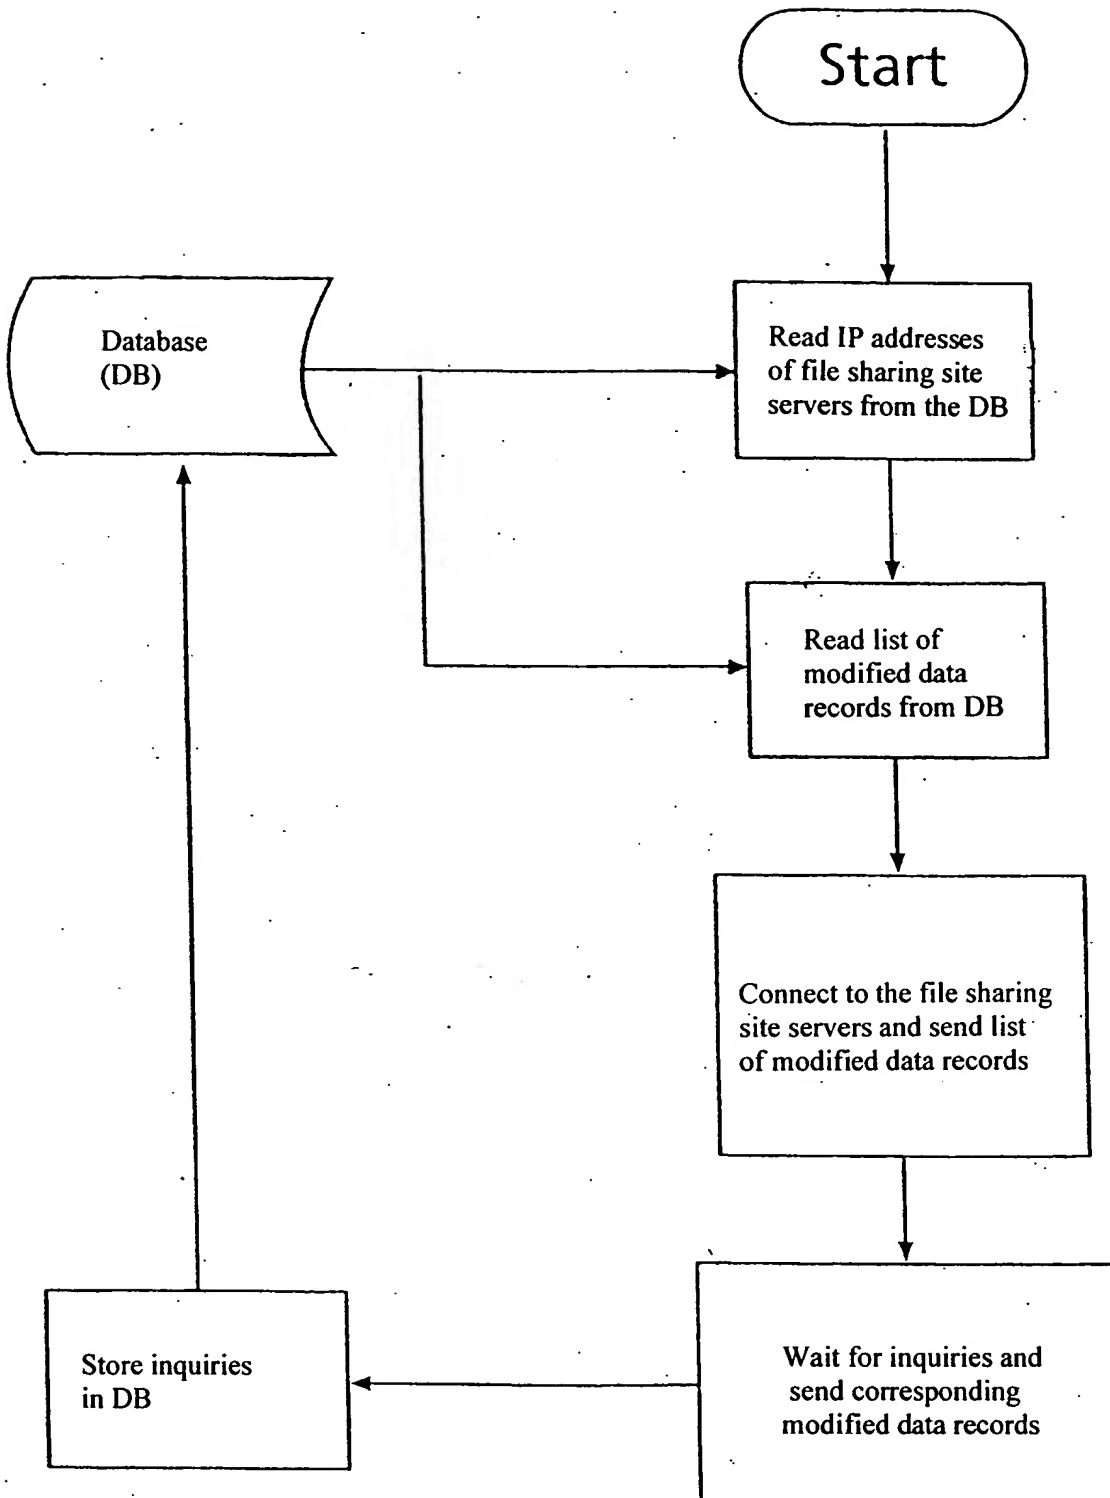 Start
Database
(DB)
Read IP addresses
of file sharing site
servers from the DB
Read list of
modified data
records from DB
Connect to the file sharing
site servers and send list
of modified data records
Wait for inquiries and
send corresponding
modified data records
Store inquiries
in DB